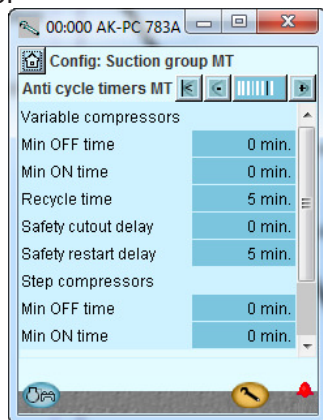 00:000 AK-PC 783A
Config: Suction group MT
Anti cycle timers MT
Variable compressors
Min OFF time 0 min.
Min ON time 0 min.
Recycle time 5 min.
Safety cutout delay 0 min.
Safety restart delay 5 min.
Step compressors
Min OFF time 0 min.
Min ON time 0 min.